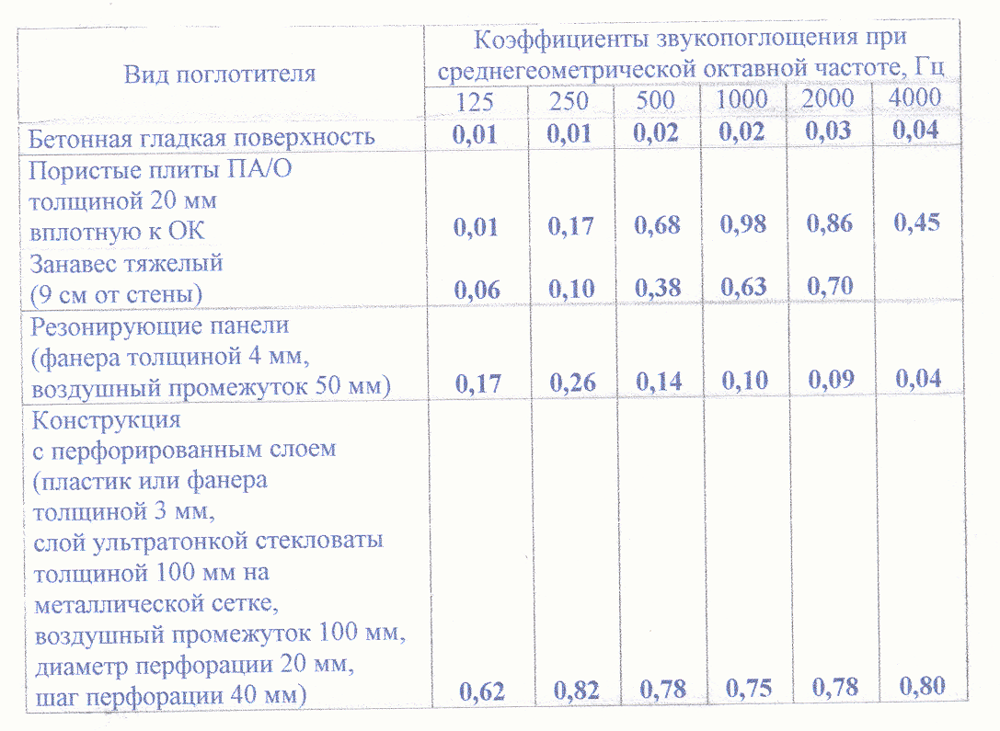 Вид поглотителя
Коэффициенты звукопоглощения при
среднегеометрической октавной частоте, Гц
125 250 500 1000 2000 4000
Бетонная гладкая поверхность 0,01 0,01 0,02 0,02 0,03 0,04
Пористые плиты ПА/О
толщиной 20 мм
вплотную к ОК 0,01 0,17 0,68 0,98 0,86 0,45
Занавес тяжелый
(9 см от стены) 0,06 0,10 0,38 0,63 0,70
Резонирующие панели
(фанера толщиной 4 мм,
воздушный промежуток 50 мм) 0,17 0,26 0,14 0,10 0,09 0,04
Конструкция
с перфорированным слоем
(пластик или фанера
толщиной 3 мм,
слой ультратонкой стекловаты
толщиной 100 мм на
металлической сетке,
воздушный промежуток 100 мм,
диаметр перфорации 20 мм,
шаг перфорации 40 мм) 0,62 0,82 0,78 0,75 0,78 0,80